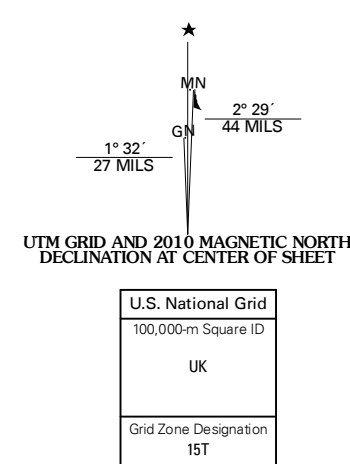 MN
GN
2° 29´
44 MILS
1° 32´
27 MILS
UTM GRID AND 2010 MAGNETIC NORTH
DECLINATION AT CENTER OF SHEET
U.S. National Grid
100,000-m Square ID
UK
Grid Zone Designation
15T